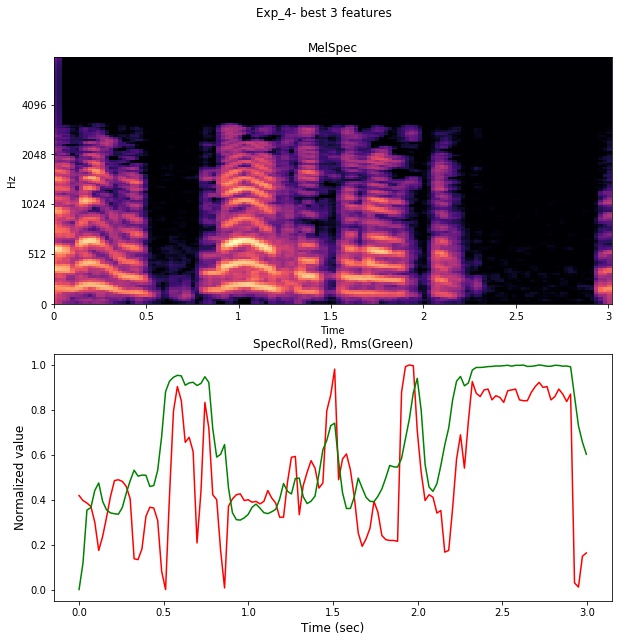 Exp_4- best 3 features
MelSpec
4096
2048
1024
512
0
Hz
0 0.5 1 1.5 2 2.5 3
Time
SpecRol(Red), Rms(Green)
1.0
0.8
0.6
0.4
0.2
0.0
Normalized value
0.0 0.5 1.0 1.5 2.0 2.5 3.0
Time (sec)